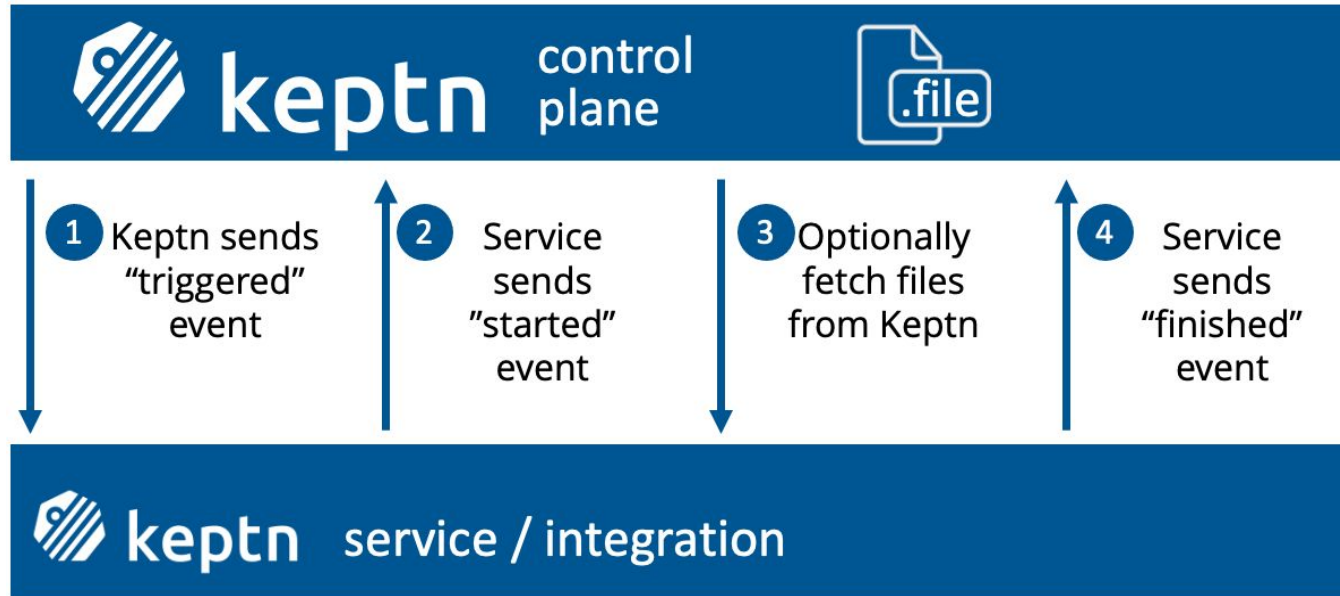 keptn
control
plane
.file
1
Keptn sends
“triggered”
event
2
Service
sends
”started”
event
3
Optionally
fetch files
from Keptn
4
Service
sends
“finished”
event
keptn service / integration